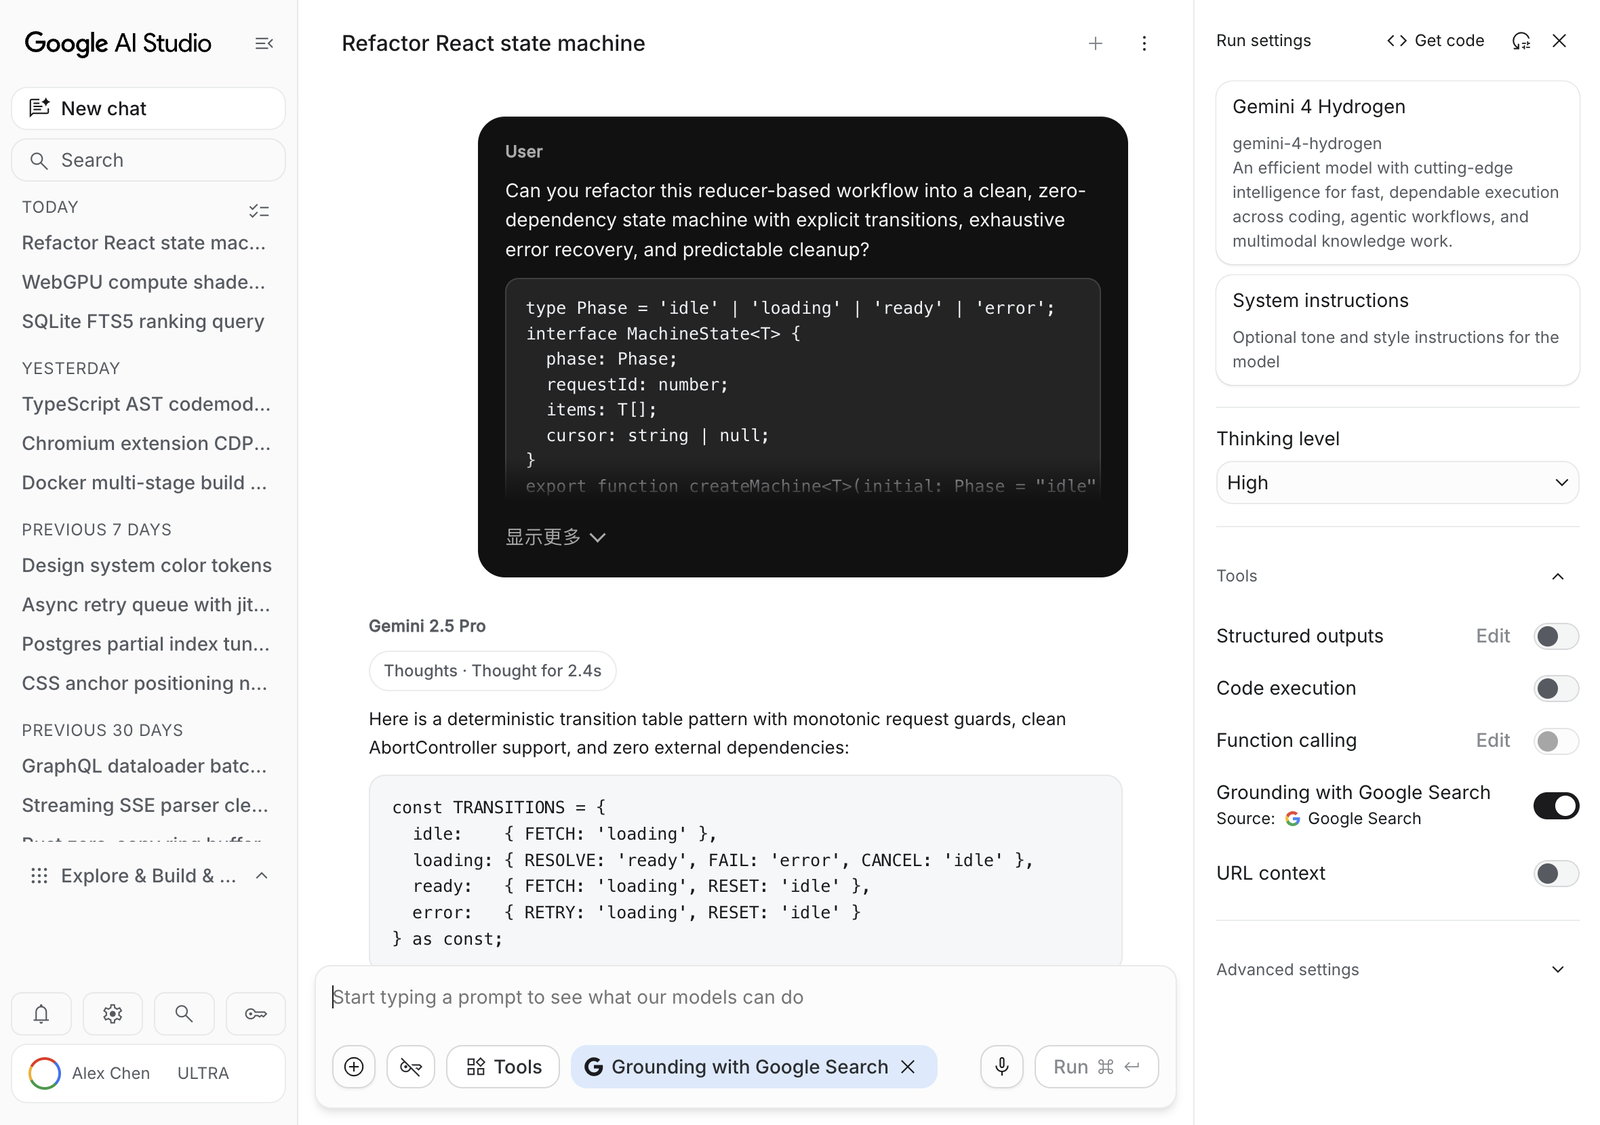 Google AI Studio
New chat
Search
TODAY
Refactor React state mac...
WebGPU compute shade...
SQLite FTS5 ranking query
YESTERDAY
TypeScript AST codemod...
Chromium extension CDP...
Docker multi-stage build ...
PREVIOUS 7 DAYS
Design system color tokens
Async retry queue with jit...
Postgres partial index tun...
CSS anchor positioning n...
PREVIOUS 30 DAYS
GraphQL dataloader batc...
Streaming SSE parser cle...
Explore & Build & ...
Alex Chen ULTRA
Refactor React state machine
User
Can you refactor this reducer-based workflow into a clean, zero-
dependency state machine with explicit transitions, exhaustive
error recovery, and predictable cleanup?
type Phase = 'idle' | 'loading' | 'ready' | 'error';
interface MachineState<T> {
  phase: Phase;
  requestId: number;
  items: T[];
  cursor: string | null;
}
export function createMachine<T>(initial: Phase = "idle"
显示更多
Gemini 2.5 Pro
Thoughts · Thought for 2.4s
Here is a deterministic transition table pattern with monotonic request guards, clean
AbortController support, and zero external dependencies:
const TRANSITIONS = {
  idle:    { FETCH: 'loading' },
  loading: { RESOLVE: 'ready', FAIL: 'error', CANCEL: 'idle' },
  ready:   { FETCH: 'loading', RESET: 'idle' },
  error:   { RETRY: 'loading', RESET: 'idle' }
} as const;
Start typing a prompt to see what our models can do
Tools
Grounding with Google Search
Run ⌘ ↵
Run settings
Get code
Gemini 4 Hydrogen
gemini-4-hydrogen
An efficient model with cutting-edge
intelligence for fast, dependable execution
across coding, agentic workflows, and
multimodal knowledge work.
System instructions
Optional tone and style instructions for the
model
Thinking level
High
Tools
Structured outputs Edit
Code execution
Function calling Edit
Grounding with Google Search
Source: Google Search
URL context
Advanced settings